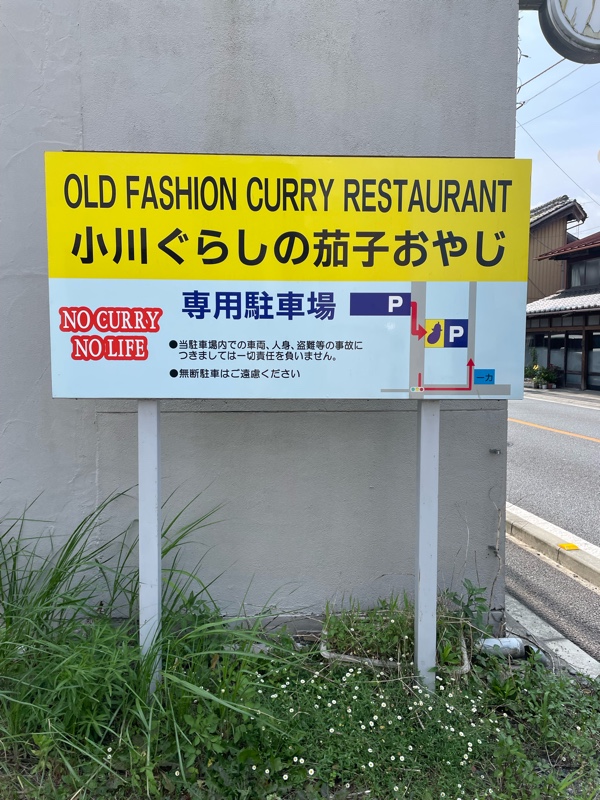 OLD FASHION CURRY RESTAURANT
小川ぐらしの茄子おやじ
NO CURRY
NO LIFE
専用駐車場
●当駐車場内での車両、人身、盗難等の事故に
つきましては一切責任を負いません。
●無断駐車はご遠慮ください
P
P
一力